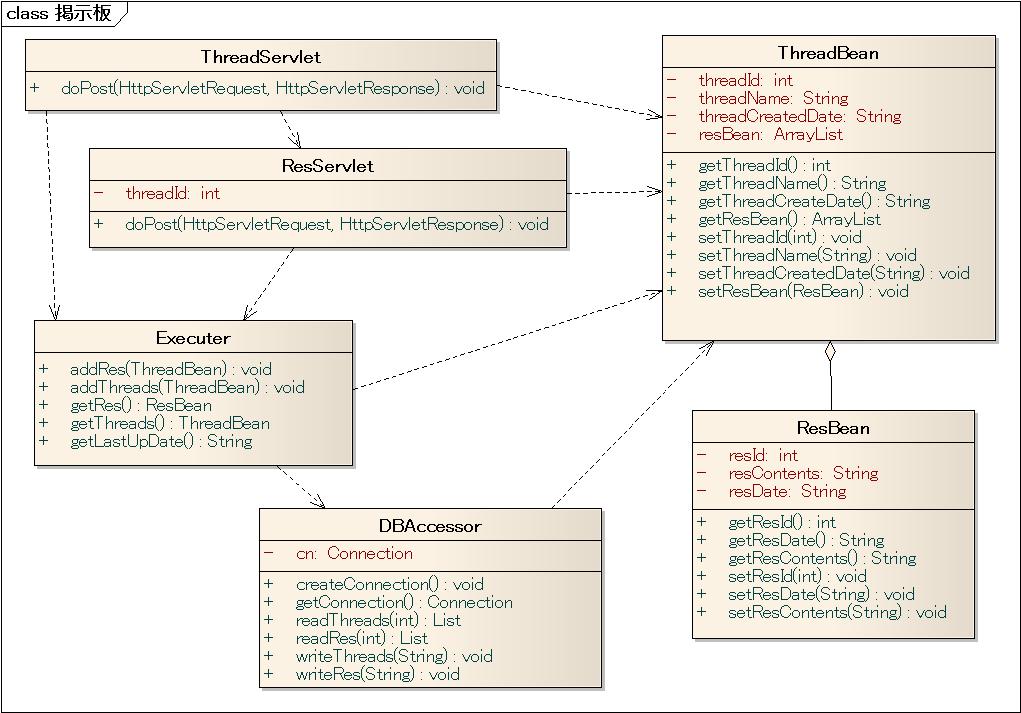 class 掲示板
ThreadServlet
+ doPost(HttpServletRequest, HttpServletResponse) : void
ResServlet
- threadId: int
+ doPost(HttpServletRequest, HttpServletResponse) : void
Executer
+ addRes(ThreadBean) : void
+ addThreads(ThreadBean) : void
+ getRes() : ResBean
+ getThreads() : ThreadBean
+ getLastUpDate() : String
DBAccessor
- cn: Connection
+ createConnection() : void
+ getConnection() : Connection
+ readThreads(int) : List
+ readRes(int) : List
+ writeThreads(String) : void
+ writeRes(String) : void
ThreadBean
- threadId: int
- threadName: String
- threadCreatedDate: String
- resBean: ArrayList
+ getThreadId() : int
+ getThreadName() : String
+ getThreadCreateDate() : String
+ getResBean() : ArrayList
+ setThreadId(int) : void
+ setThreadName(String) : void
+ setThreadCreatedDate(String) : void
+ setResBean(ResBean) : void
ResBean
- resId: int
- resContents: String
- resDate: String
+ getResId() : int
+ getResDate() : String
+ getResContents() : String
+ setResId(int) : void
+ setResDate(String) : void
+ setResContents(String) : void